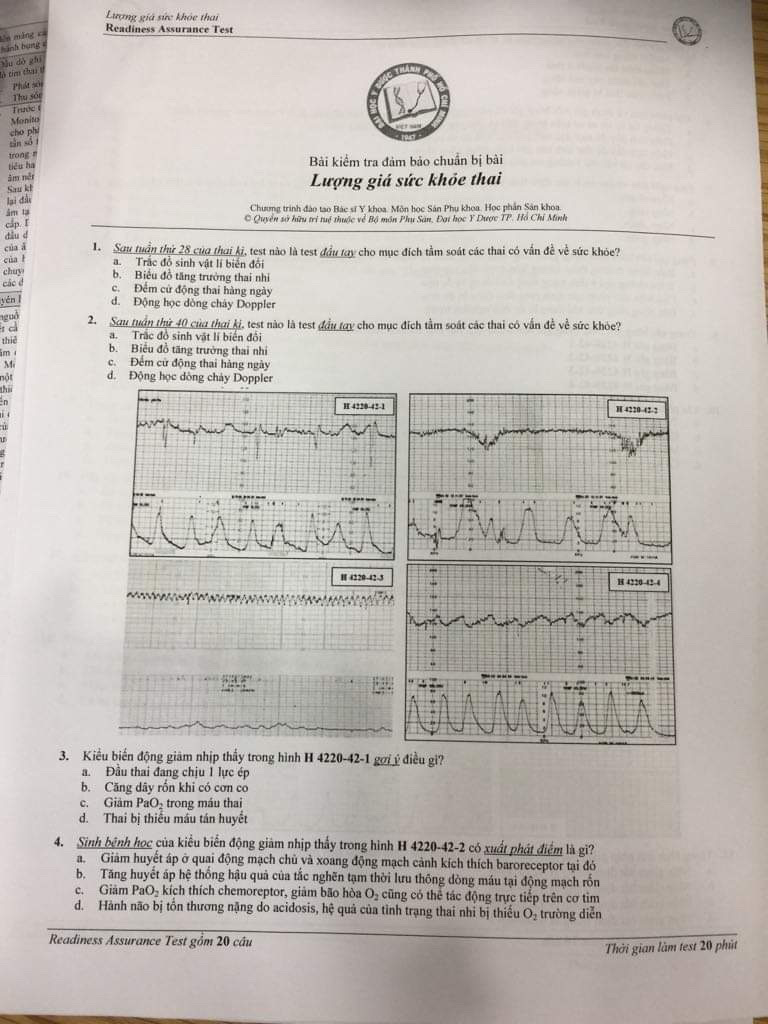 Lượng giá sức khỏe thai
Readiness Assurance Test
ĐẠI HỌC Y DƯỢC THÀNH PHỐ HỒ CHÍ MINH
VIỆT NAM
1947
Bài kiểm tra đảm bảo chuẩn bị bài
Lượng giá sức khỏe thai
Chương trình đào tạo Bác sĩ Y khoa. Môn học Sản Phụ khoa. Học phần Sản khoa.
© Quyền sở hữu trí tuệ thuộc về Bộ môn Phụ Sản, Đại học Y Dược TP. Hồ Chí Minh
1. Sau tuần thứ 28 của thai kì, test nào là test đầu tay cho mục đích tầm soát các thai có vấn đề về sức khỏe?
a. Trắc đồ sinh vật lí biến đổi
b. Biểu đồ tăng trưởng thai nhi
c. Đếm cử động thai hàng ngày
d. Động học dòng chảy Doppler
2. Sau tuần thứ 40 của thai kì, test nào là test đầu tay cho mục đích tầm soát các thai có vấn đề về sức khỏe?
a. Trắc đồ sinh vật lí biến đổi
b. Biểu đồ tăng trưởng thai nhi
c. Đếm cử động thai hàng ngày
d. Động học dòng chảy Doppler
H 4220-42-1
H 4220-42-2
H 4220-42-3
H 4220-42-4
3. Kiểu biến động giảm nhịp thấy trong hình H 4220-42-1 gợi ý điều gì?
a. Đầu thai đang chịu 1 lực ép
b. Căng dây rốn khi có cơn co
c. Giảm PaO₂ trong máu thai
d. Thai bị thiếu máu tán huyết
4. Sinh bệnh học của kiểu biến động giảm nhịp thấy trong hình H 4220-42-2 có xuất phát điểm là gì?
a. Giảm huyết áp ở quai động mạch chủ và xoang động mạch cảnh kích thích baroreceptor tại đó
b. Tăng huyết áp hệ thống hậu quả của tắc nghẽn tạm thời lưu thông dòng máu tại động mạch rốn
c. Giảm PaO₂ kích thích chemoreptor, giảm bão hòa O₂ cũng có thể tác động trực tiếp trên cơ tim
d. Hành não bị tổn thương nặng do acidosis, hệ quả của tình trạng thai nhi bị thiếu O₂ trường diễn
Readiness Assurance Test gồm 20 câu
Thời gian làm test 20 phút